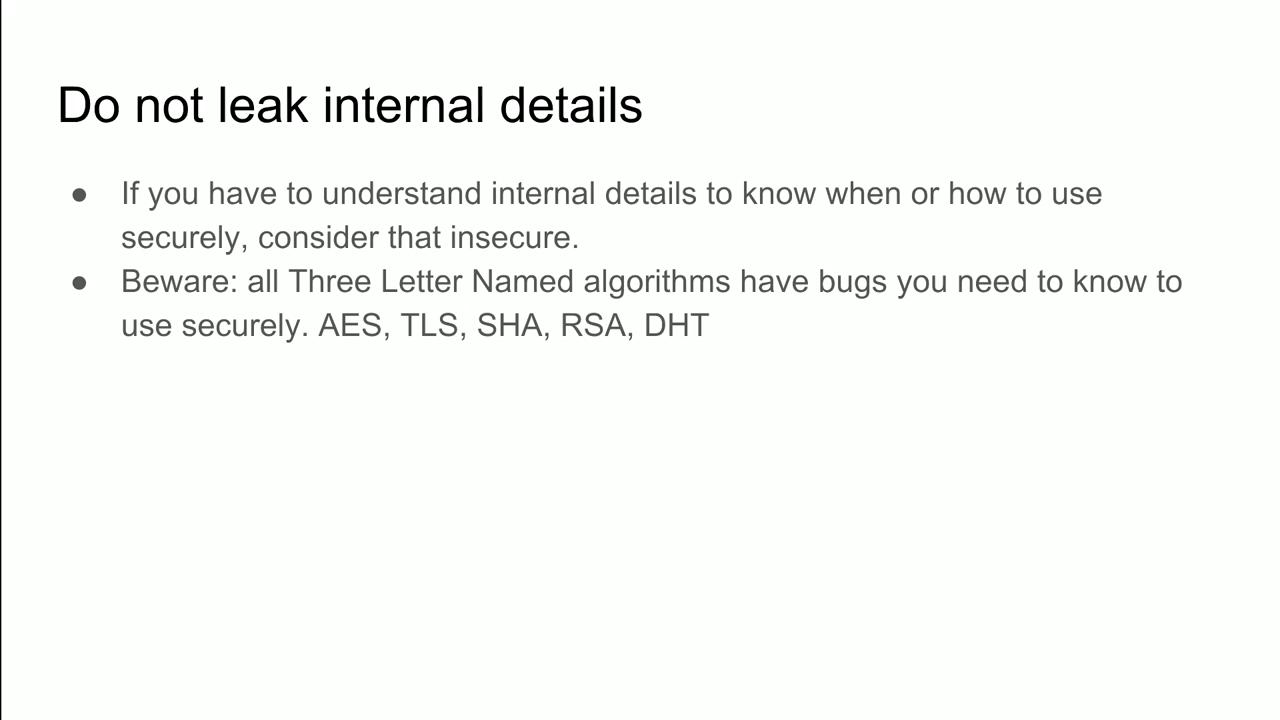 Do not leak internal details
● If you have to understand internal details to know when or how to use
securely, consider that insecure.
● Beware: all Three Letter Named algorithms have bugs you need to know to
use securely. AES, TLS, SHA, RSA, DHT